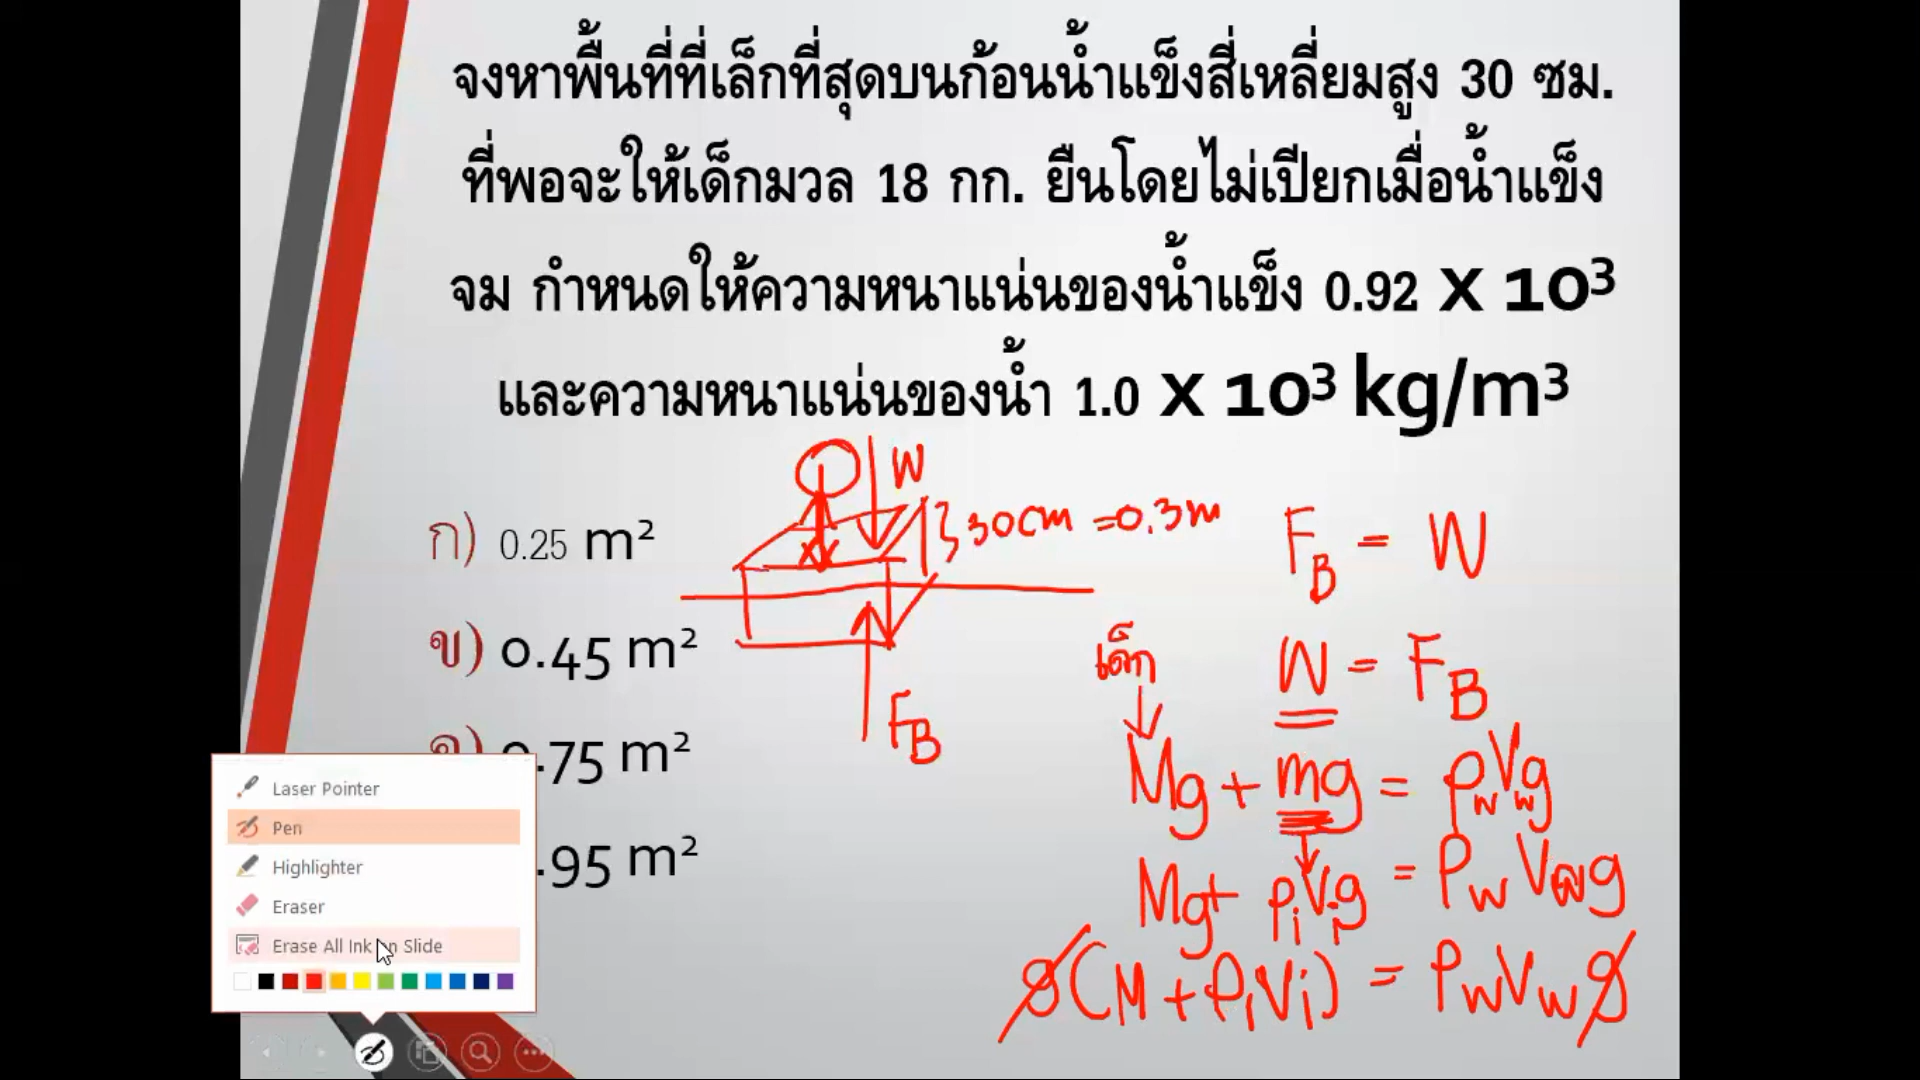 จงหาพื้นที่ที่เล็กที่สุดบนก้อนน้ำแข็งสี่เหลี่ยมสูง 30 ซม.
ที่พอจะให้เด็กมวล 18 กก. ยืนโดยไม่เปียกเมื่อน้ำแข็ง
จม กำหนดให้ความหนาแน่นของน้ำแข็ง 0.92 x 10³
และความหนาแน่นของน้ำ 1.0 x 10³ kg/m³
ก) 0.25 m²
ข) 0.45 m²
ค) 0.75 m²
.95 m²
W
30cm = 0.3m
F_B
F_B = W
W = F_B
เด็ก
Mg + mg = ρ_w V_w g
Mg + ρ_i V_i g = ρ_w V_w g
g(M + ρ_i V_i) = ρ_w V_w g
Laser Pointer
Pen
Highlighter
Eraser
Erase All Ink on Slide